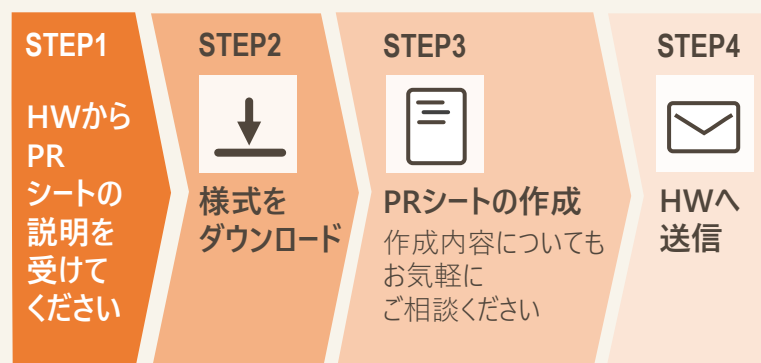 STEP1
HWから
PR
シートの
説明を
受けて
ください
STEP2
様式を
ダウンロード
STEP3
PRシートの作成
作成内容についても
お気軽に
ご相談ください
STEP4
HWへ
送信